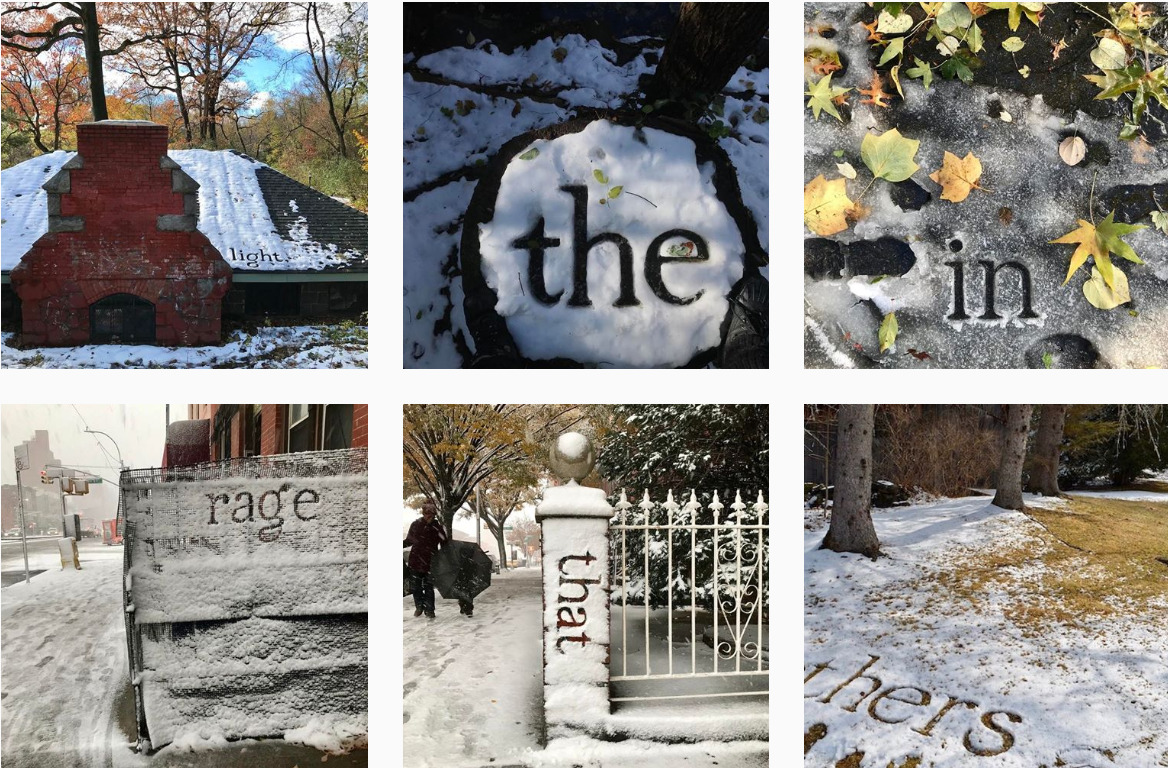 light.
the
in
rage
that
thers